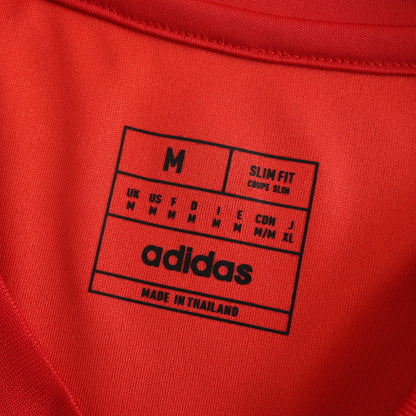 M
SLIM FIT
COUPE SLIM
UK US F D I E CDN J
M M M M M M M/M XL
adidas
MADE IN THAILAND